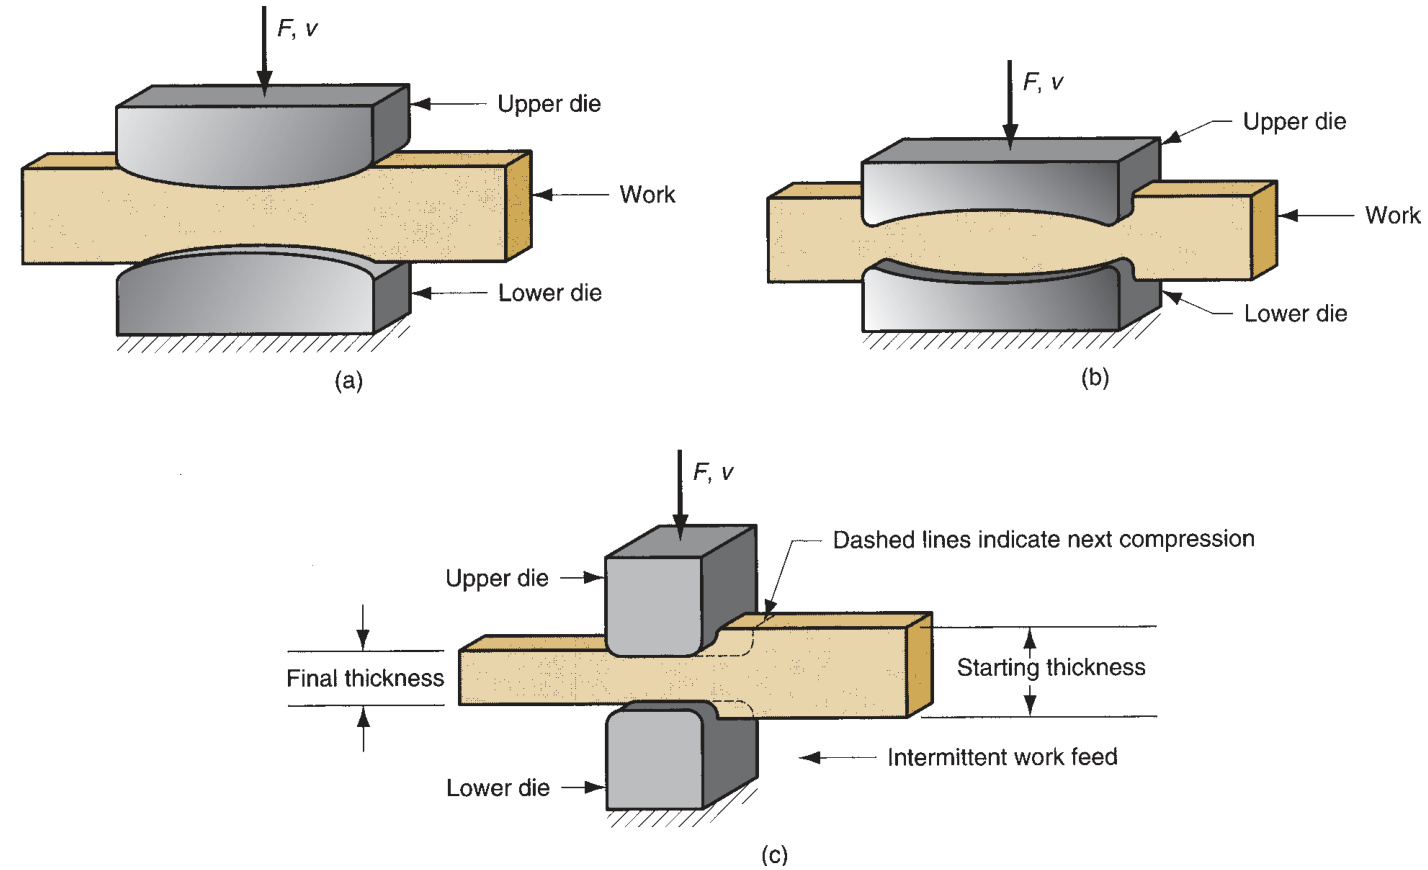 F, v
Upper die
Work
Lower die
(a)
F, v
Upper die
Work
Lower die
(b)
F, v
Dashed lines indicate next compression
Upper die
Final thickness
Starting thickness
Intermittent work feed
Lower die
(c)